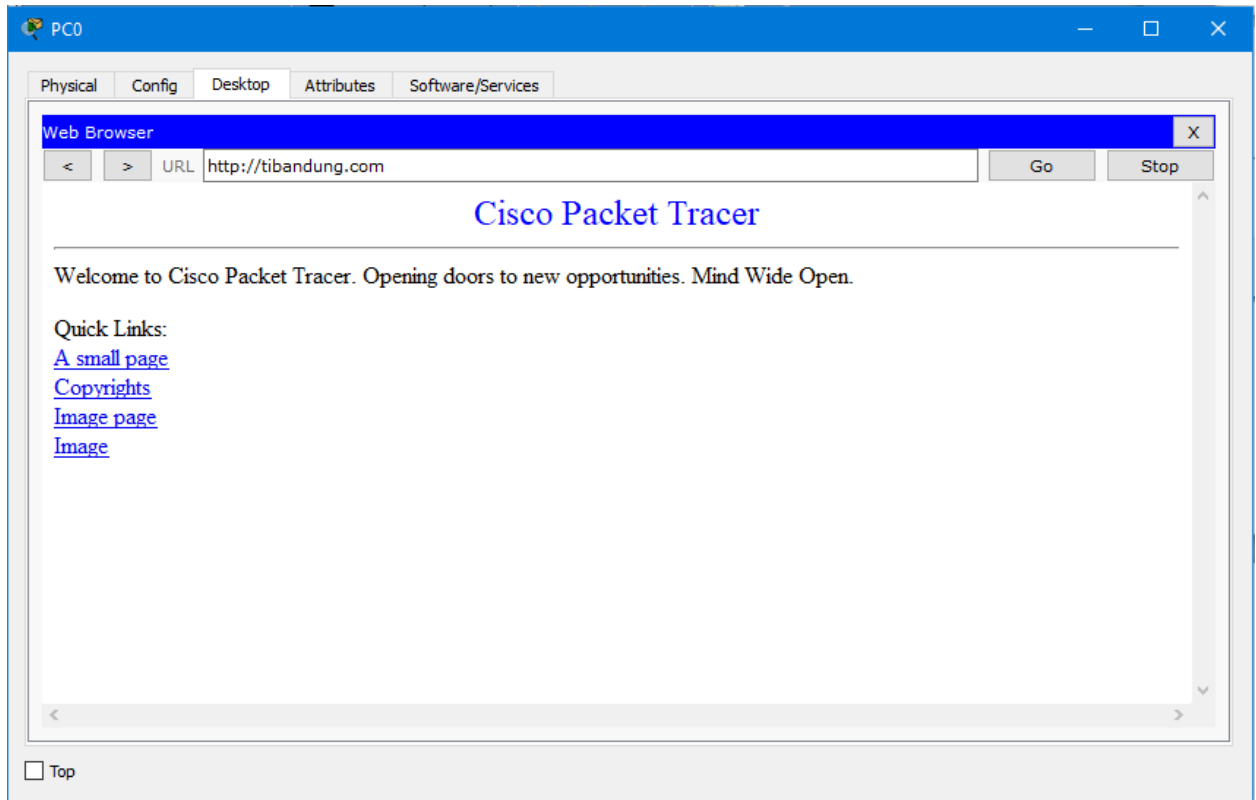 PC0
Physical Config Desktop Attributes Software/Services
Web Browser X
< > URL http://tibandung.com Go Stop
Cisco Packet Tracer
Welcome to Cisco Packet Tracer. Opening doors to new opportunities. Mind Wide Open.
Quick Links:
A small page
Copyrights
Image page
Image
Top